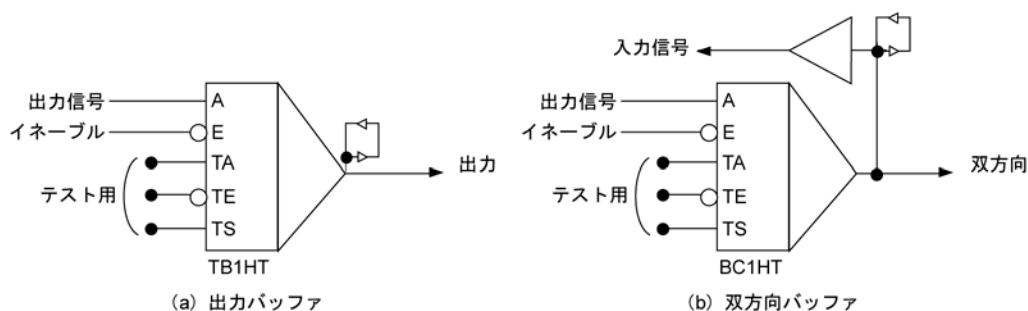 出力信号
イネーブル
テスト用
A
E
TA
TE
TS
出力
TB1HT
(a) 出力バッファ
入力信号
出力信号
イネーブル
テスト用
A
E
TA
TE
TS
双方向
BC1HT
(b) 双方向バッファ